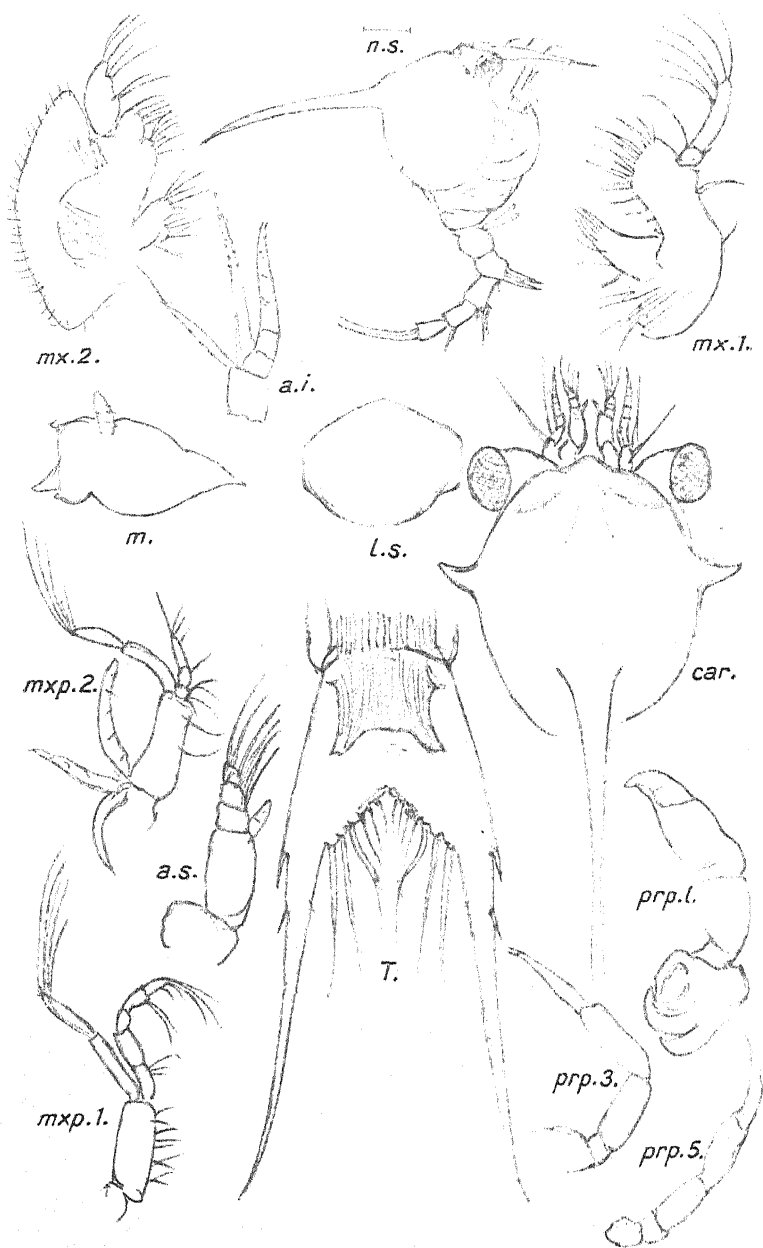 n.s.
mx.2.
a.i.
mx.1.
m.
l.s.
mxp.2.
car.
a.s.
prp.1.
T.
prp.3.
mxp.1.
prp.5.